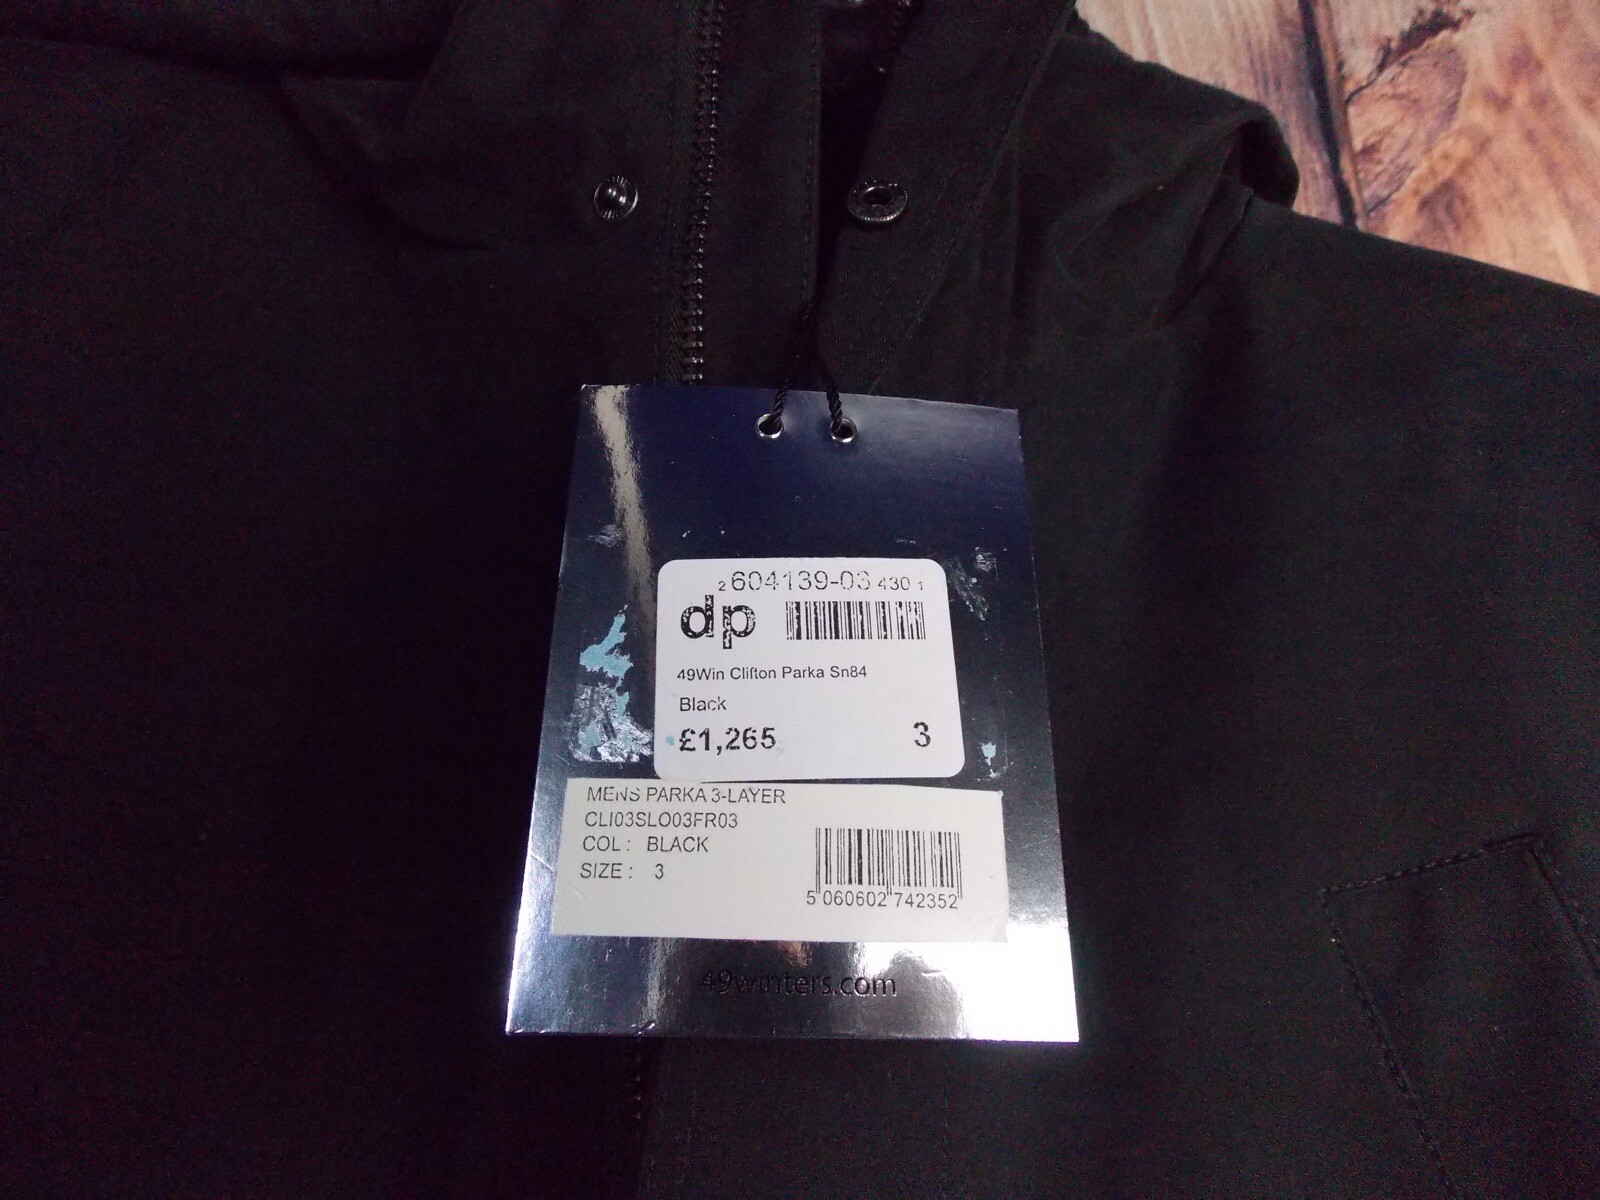 2 604139-03 430 1
dp
49Win Clifton Parka Sn84
Black
£1,265 3
MENS PARKA 3-LAYER
CLI03SLO03FR03
COL : BLACK
SIZE : 3
5 060602 742352
49winters.com